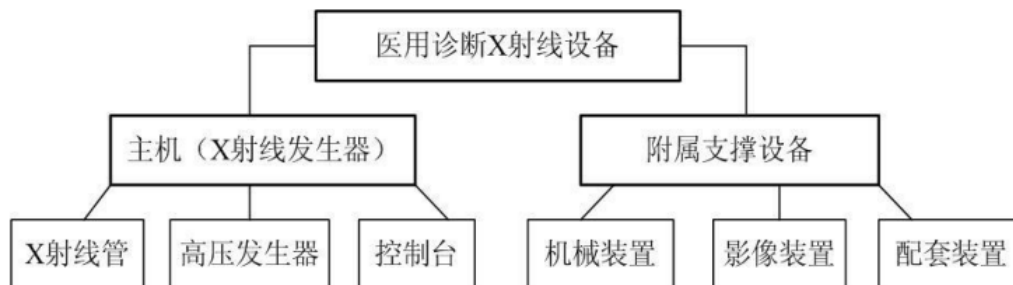 医用诊断X射线设备
主机（X射线发生器）
附属支撑设备
X射线管
高压发生器
控制台
机械装置
影像装置
配套装置